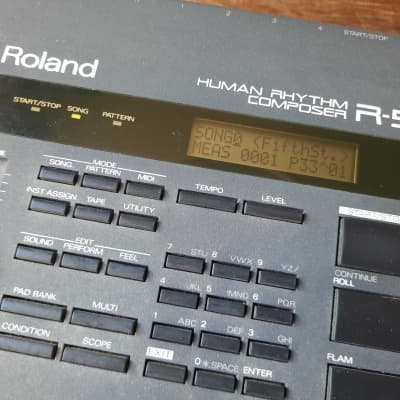 1 2 3 4 START/STOP
Roland
HUMAN RHYTHM
COMPOSER R-5
START/STOP SONG PATTERN
SONG0 (FifthSt.)
MEAS 0001 P33*01
MODE
SONG PATTERN MIDI
TEMPO LEVEL
INST ASSIGN TAPE UTILITY
START/STOP
EDIT
SOUND PERFORM FEEL
7 STU 8 VWX 9 YZ/
CONTINUE
ROLL
4 JKL 5 MNO 6 PQR
PAD BANK MULTI
1 ABC 2 DEF 3 GHI
CONDITION SCOPE
EXIT 0 SPACE ENTER
FLAM